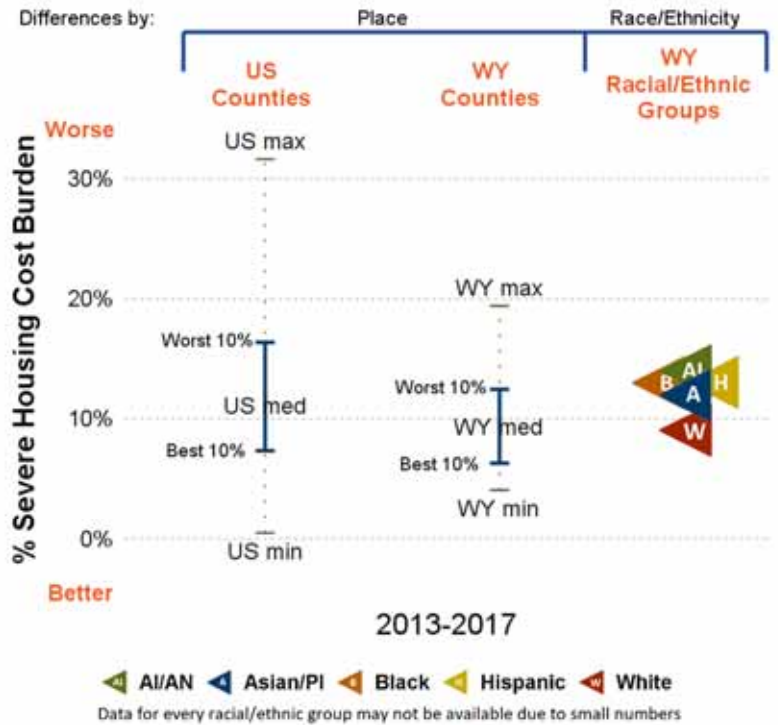 Differences by: Place Race/Ethnicity
US Counties
WY Counties
WY Racial/Ethnic Groups
Worse
% Severe Housing Cost Burden
US max
30%
20%
WY max
Worst 10%
Worst 10%
AI
B
H
A
10%
US med
WY med
W
Best 10%
Best 10%
WY min
0%
US min
Better
2013-2017
AI/AN Asian/PI Black Hispanic White
Data for every racial/ethnic group may not be available due to small numbers